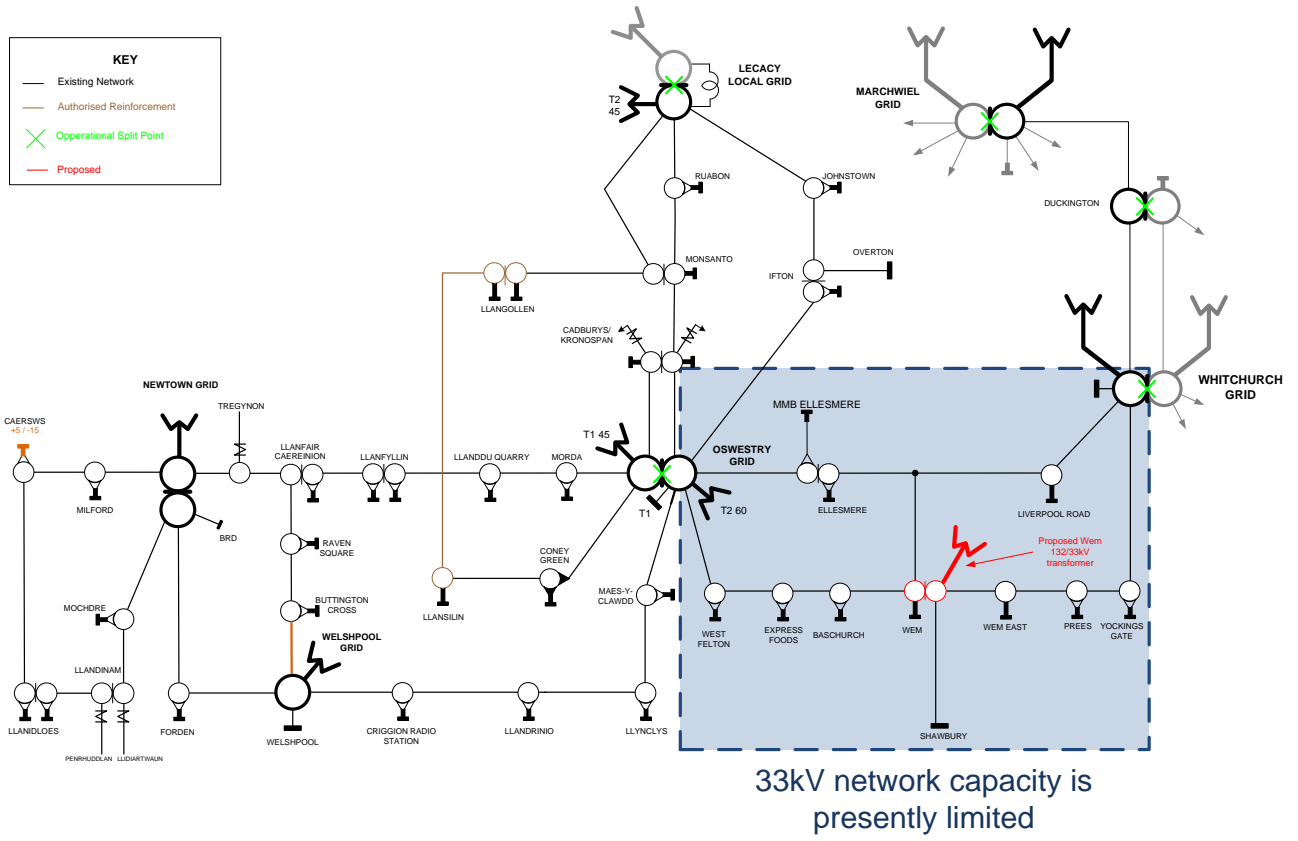 KEY
Existing Network
Authorised Reinforcement
Opperational Split Point
Proposed
LECACY
LOCAL GRID
T2
45
MARCHWIEL
GRID
RUABON
JOHNSTOWN
DUCKINGTON
OVERTON
MONSANTO
IFTON
LLANGOLLEN
CADBURYS/
KRONOSPAN
WHITCHURCH
GRID
NEWTOWN GRID
CAERSWS
+5 / -15
TREGYNON
LLANFAIR
CAEREINION
LLANFYLLIN
LLANDDU QUARRY
MORDA
T1 45
OSWESTRY
GRID
MMB ELLESMERE
MILFORD
BRD
T1
T2 60
ELLESMERE
LIVERPOOL ROAD
RAVEN
SQUARE
CONEY
GREEN
Proposed Wem
132/33kV
transformer
BUTTINGTON
CROSS
MAES-Y-
CLAWDD
MOCHDRE
LLANSILIN
WEST
FELTON
EXPRESS
FOODS
BASCHURCH
WEM
WEM EAST
PREES
YOCKINGS
GATE
WELSHPOOL
GRID
LLANDINAM
LLANIDLOES
FORDEN
WELSHPOOL
CRIGGION RADIO
STATION
LLANDRINIO
LLYNCLYS
SHAWBURY
PENRHUDDLAN
LLIDIARTWAUN
33kV network capacity is
presently limited